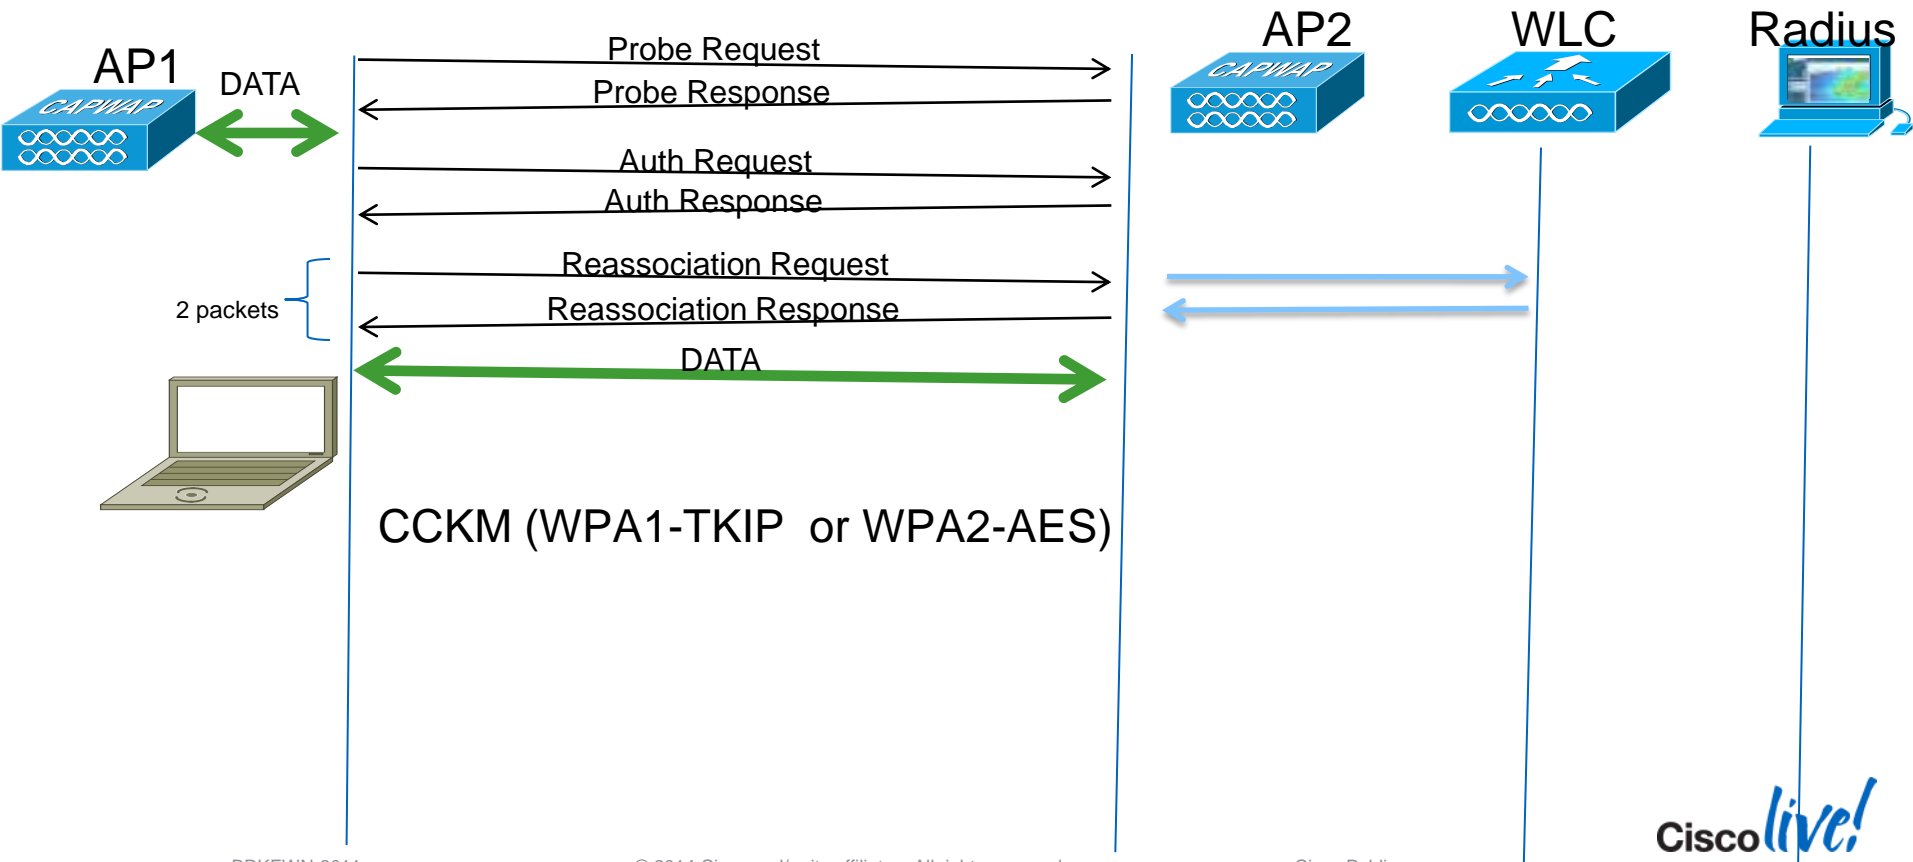 AP1
DATA
CAPWAP
Probe Request
Probe Response
Auth Request
Auth Response
Reassociation Request
Reassociation Response
2 packets
DATA
AP2
CAPWAP
WLC
Radius
CCKM (WPA1-TKIP or WPA2-AES)
Cisco live!